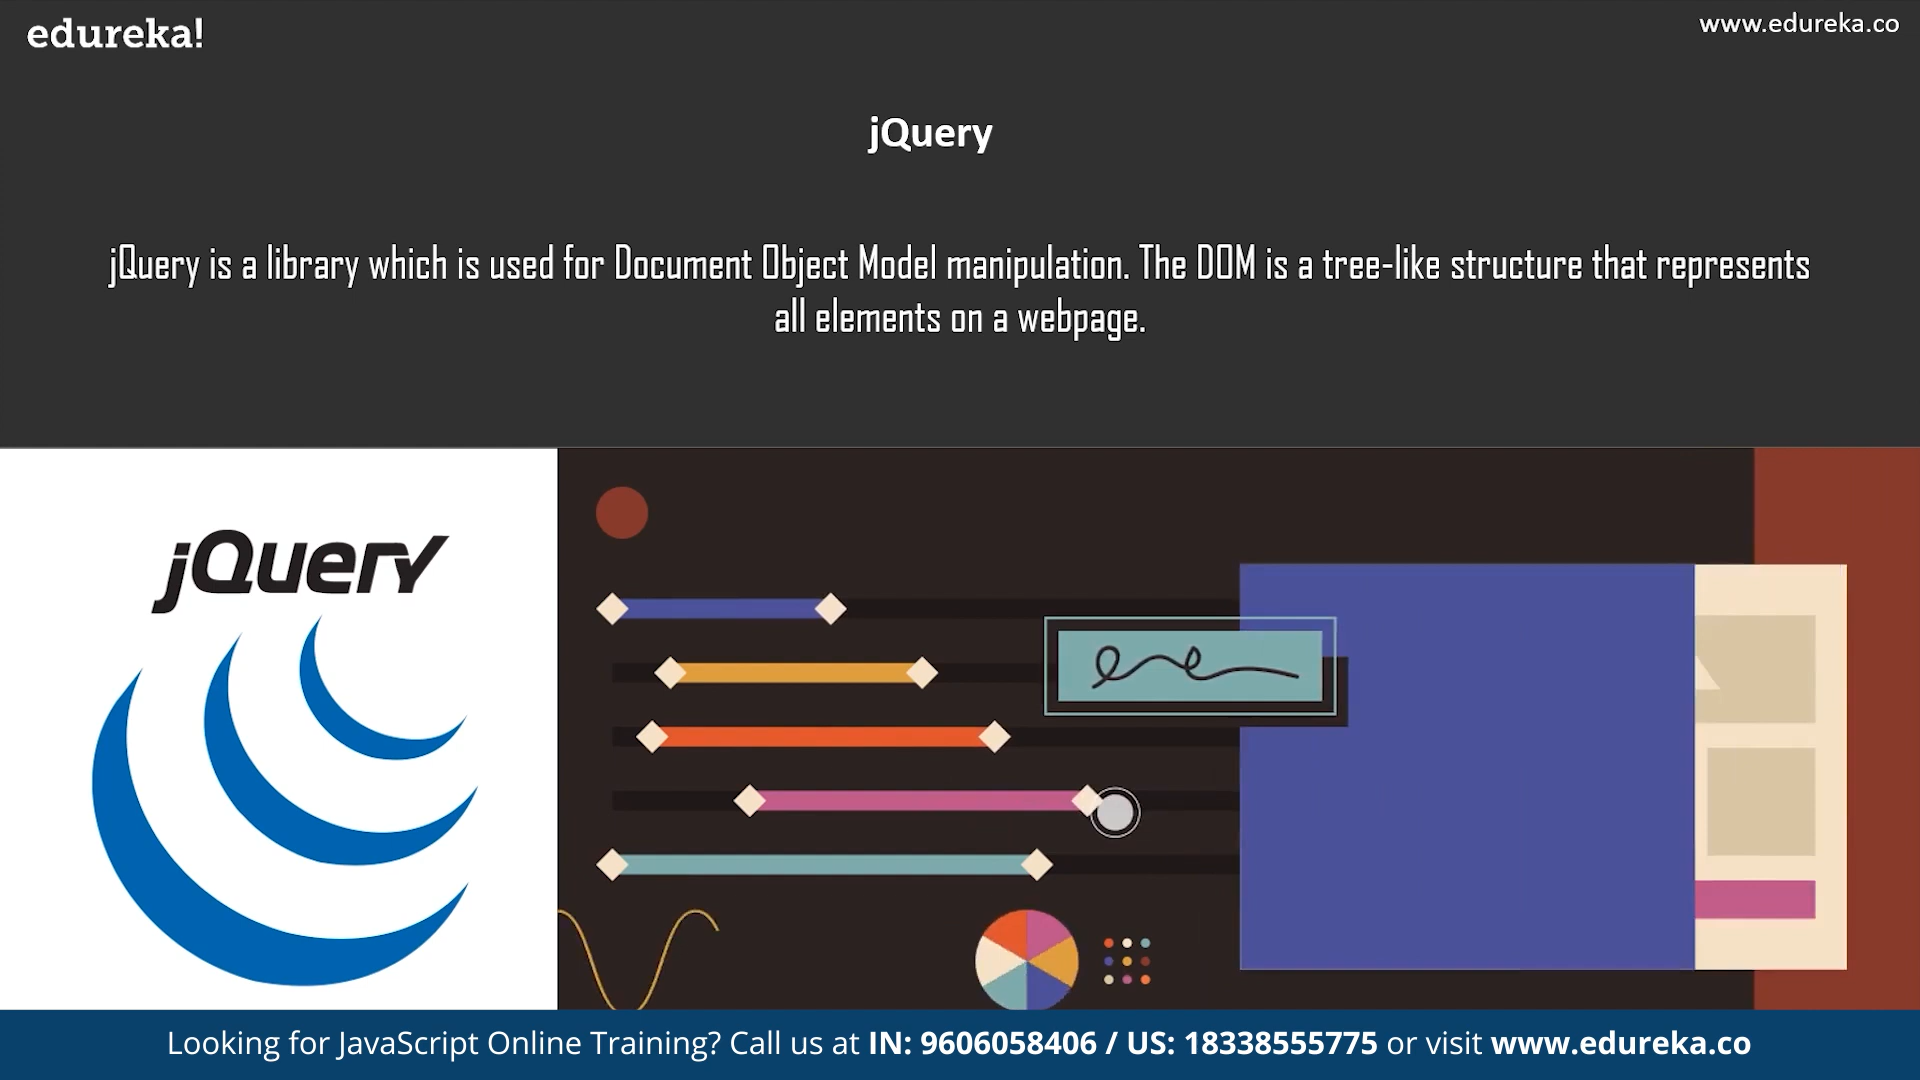 edureka!
www.edureka.co
jQuery
jQuery is a library which is used for Document Object Model manipulation. The DOM is a tree-like structure that represents
all elements on a webpage.
jQuery
Looking for JavaScript Online Training? Call us at IN: 9606058406 / US: 18338555775 or visit www.edureka.co